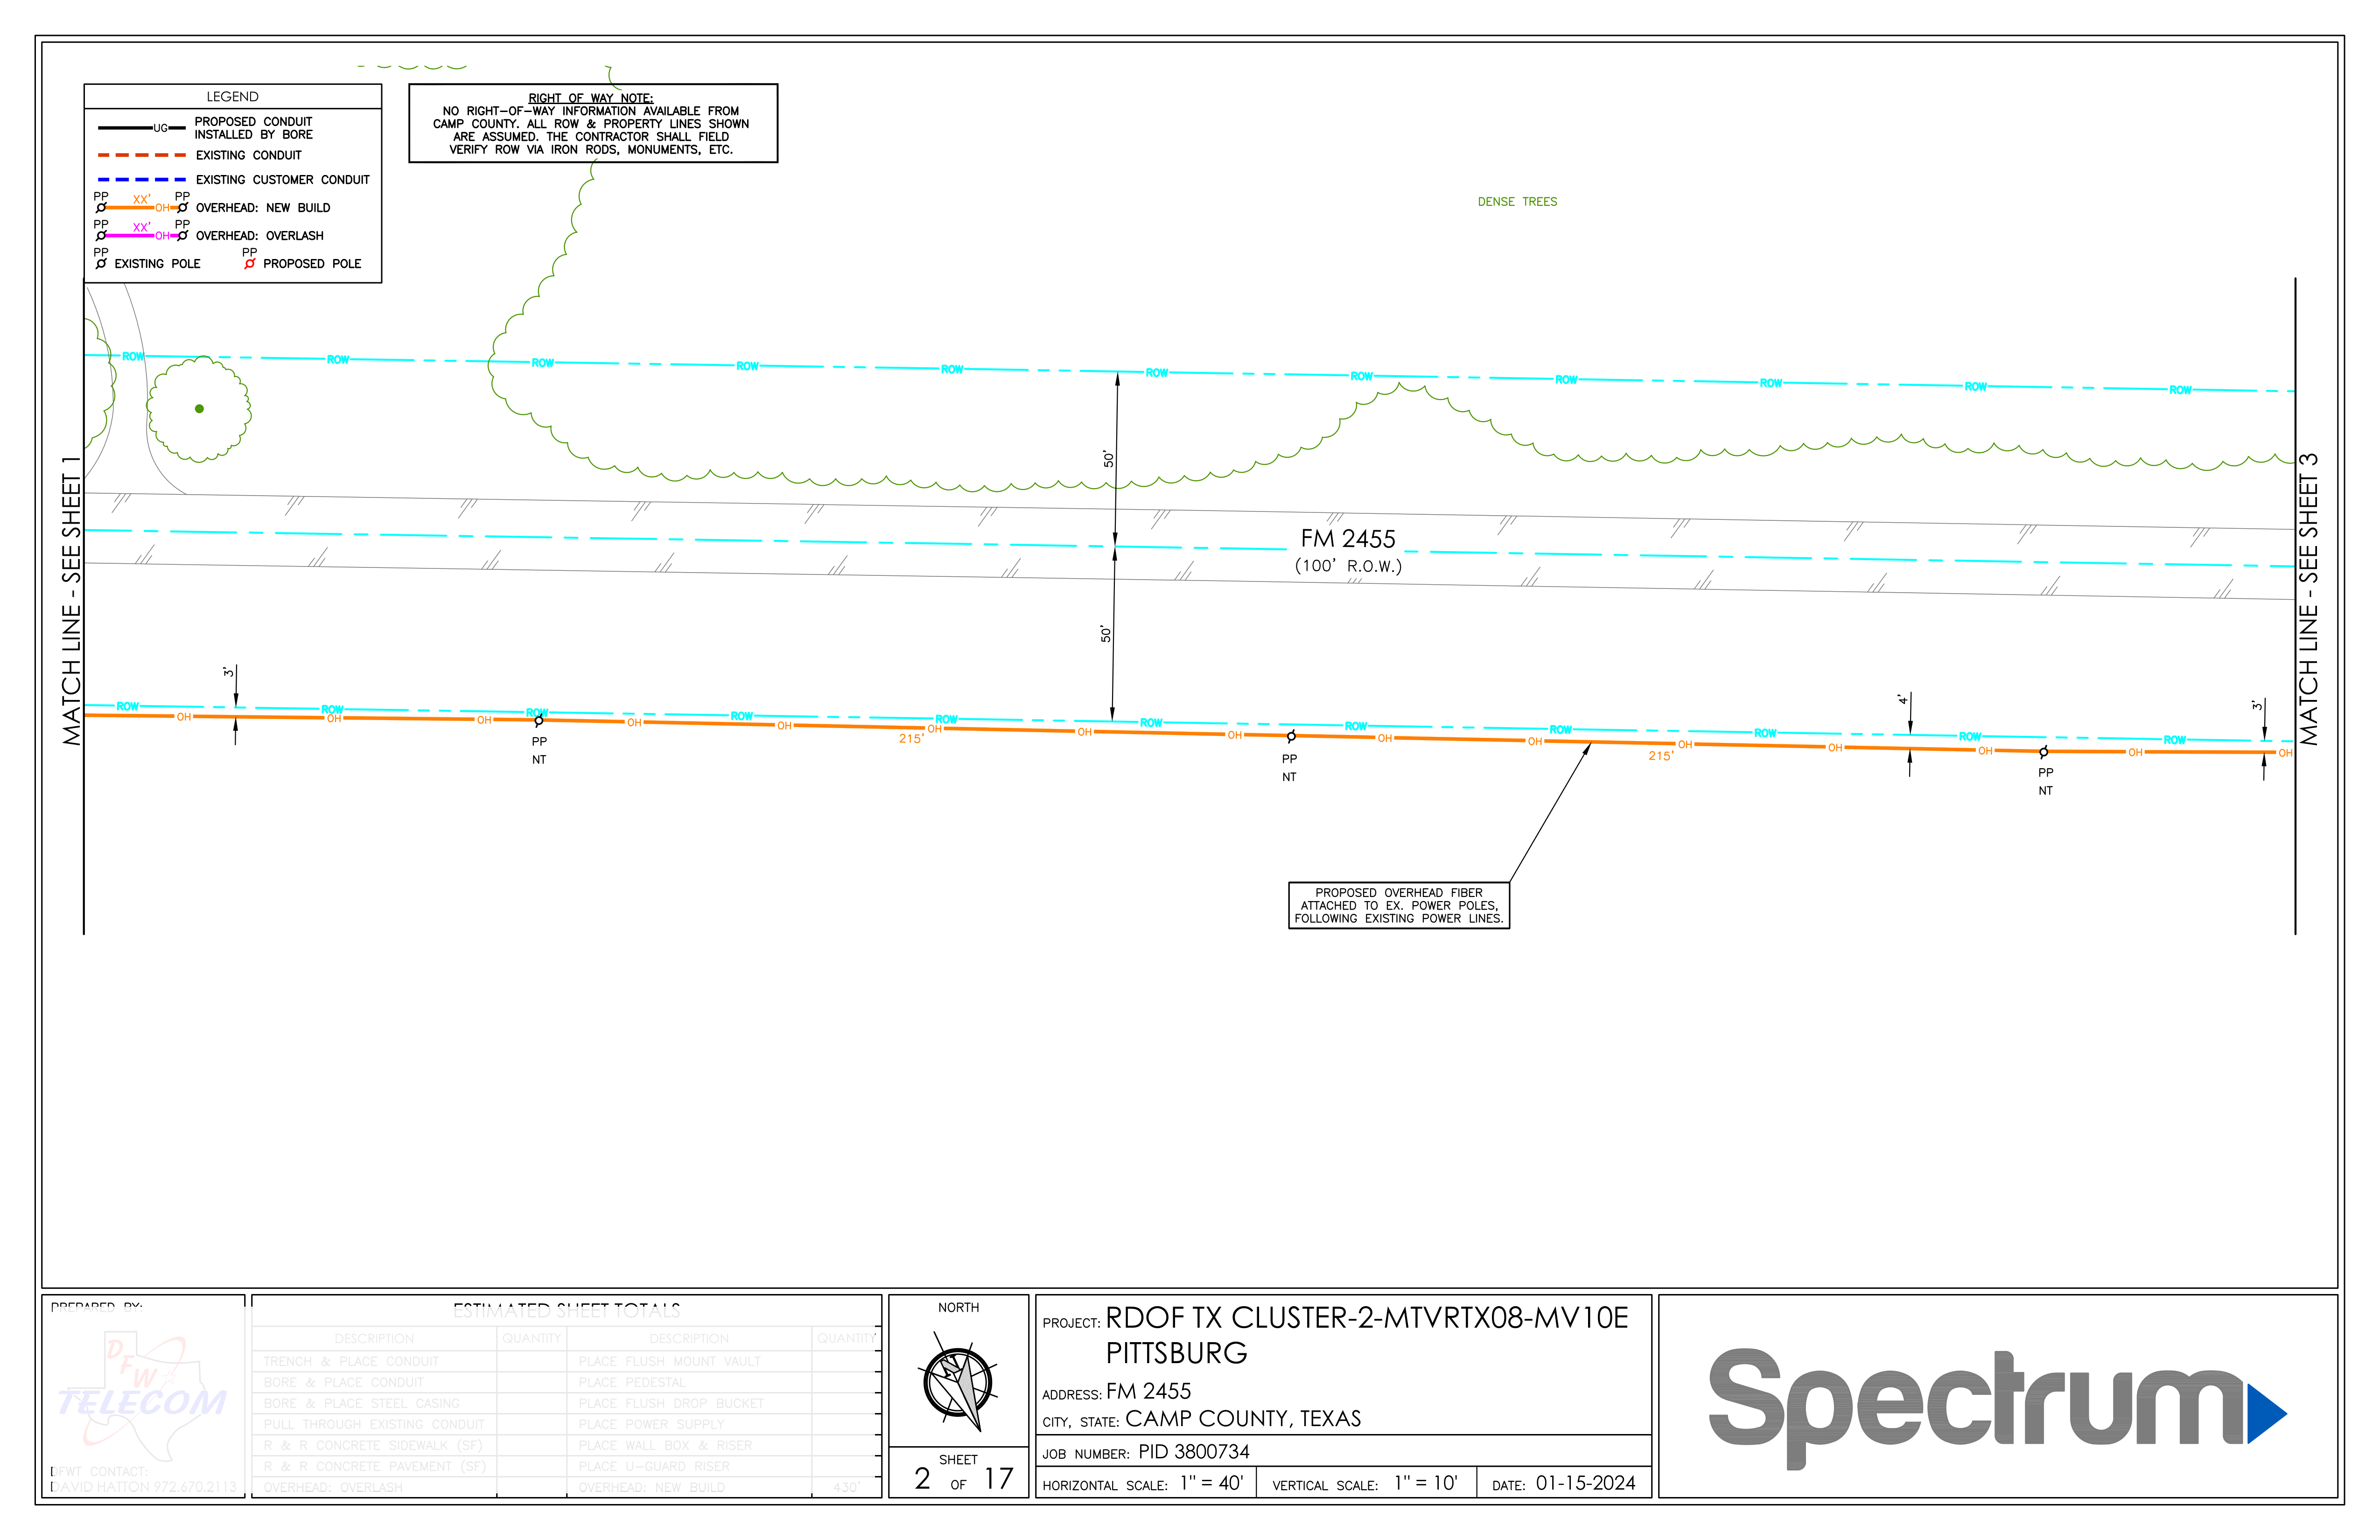 LEGEND
UG
PROPOSED CONDUIT
INSTALLED BY BORE
EXISTING CONDUIT
EXISTING CUSTOMER CONDUIT
PP XX' OH PP
OVERHEAD: NEW BUILD
PP XX' OH PP
OVERHEAD: OVERLASH
PP
EXISTING POLE
PP
PROPOSED POLE
RIGHT OF WAY NOTE:
NO RIGHT-OF-WAY INFORMATION AVAILABLE FROM
CAMP COUNTY. ALL ROW & PROPERTY LINES SHOWN
ARE ASSUMED. THE CONTRACTOR SHALL FIELD
VERIFY ROW VIA IRON RODS, MONUMENTS, ETC.
DENSE TREES
ROW ROW ROW ROW ROW ROW ROW ROW ROW ROW ROW
MATCH LINE - SEE SHEET 1
MATCH LINE - SEE SHEET 3
50'
FM 2455
(100' R.O.W.)
50'
3'
4'
3'
ROW ROW ROW ROW ROW ROW ROW ROW ROW ROW ROW
OH OH OH OH OH OH OH OH OH OH OH OH OH OH OH
215'
215'
PP
NT
PP
NT
PP
NT
PROPOSED OVERHEAD FIBER
ATTACHED TO EX. POWER POLES,
FOLLOWING EXISTING POWER LINES.
PREPARED BY:
DFW
TELECOM
DFWT CONTACT:
DAVID HATTON 972.670.2113
ESTIMATED SHEET TOTALS
DESCRIPTION QUANTITY DESCRIPTION QUANTITY
TRENCH & PLACE CONDUIT PLACE FLUSH MOUNT VAULT
BORE & PLACE CONDUIT PLACE PEDESTAL
BORE & PLACE STEEL CASING PLACE FLUSH DROP BUCKET
PULL THROUGH EXISTING CONDUIT PLACE POWER SUPPLY
R & R CONCRETE SIDEWALK (SF) PLACE WALL BOX & RISER
R & R CONCRETE PAVEMENT (SF) PLACE U-GUARD RISER
OVERHEAD: OVERLASH OVERHEAD: NEW BUILD 430'
NORTH
N
SHEET
2 OF 17
PROJECT: RDOF TX CLUSTER-2-MTVRTX08-MV10E
PITTSBURG
ADDRESS: FM 2455
CITY, STATE: CAMP COUNTY, TEXAS
JOB NUMBER: PID 3800734
HORIZONTAL SCALE: 1" = 40' VERTICAL SCALE: 1" = 10' DATE: 01-15-2024
Spectrum